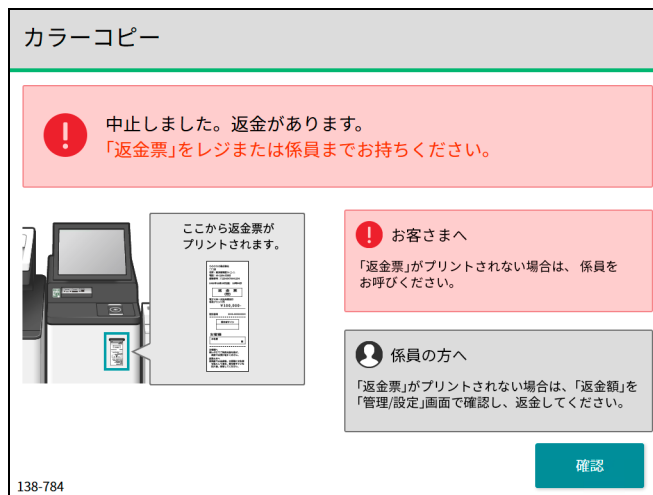 カラーコピー
中止しました。返金があります。
「返金票」をレジまたは係員までお持ちください。
ここから返金票が
プリントされます。
お客さまへ
「返金票」がプリントされない場合は、 係員を
お呼びください。
係員の方へ
「返金票」がプリントされない場合は、「返金額」を
「管理/設定」画面で確認し、返金してください。
確認
138-784